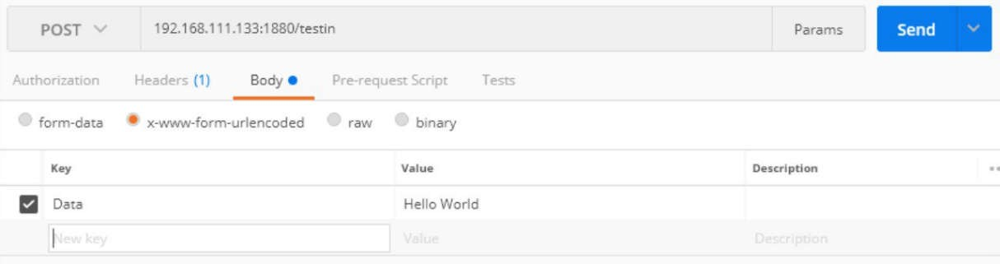 POST 192.168.111.133:1880/testin Params Send
Authorization Headers (1) Body Pre-request Script Tests
form-data x-www-form-urlencoded raw binary
Key Value Description
Data Hello World
New key Value Description